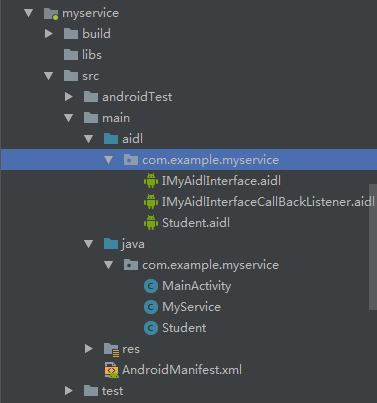 myservice
build
libs
src
androidTest
main
aidl
com.example.myservice
IMyAidlInterface.aidl
IMyAidlInterfaceCallBackListener.aidl
Student.aidl
java
com.example.myservice
MainActivity
MyService
Student
res
AndroidManifest.xml
test